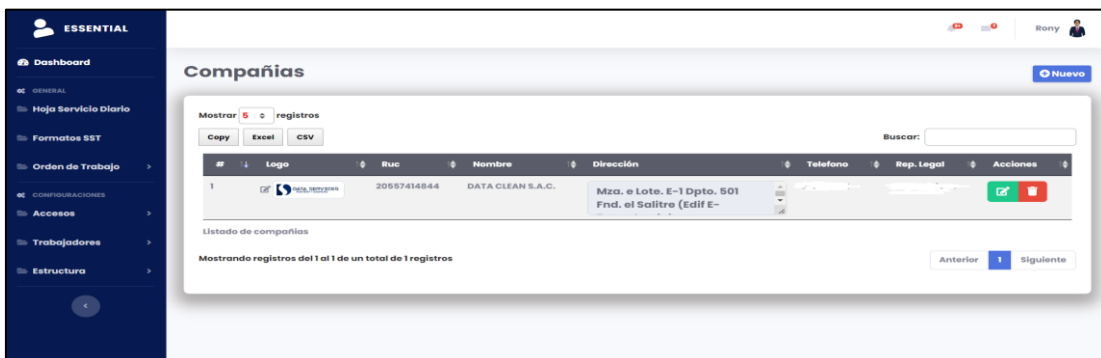 ESSENTIAL
Rony
Dashboard
GENERAL
Hoja Servicio Diario
Formatos SST
Orden de Trabajo
CONFIGURACIONES
Accesos
Trabajadores
Estructura
Compañias
Nuevo
Mostrar 5 registros
Copy Excel CSV
Buscar:
# Logo Ruc Nombre Dirección Telefono Rep. Legal Acciones
1 DATA SERVICES 20557414844 DATA CLEAN S.A.C. Mza. e Lote. E-1 Dpto. 501
Fnd. el Salitre (Edif E-
Listado de compañias
Mostrando registros del 1 al 1 de un total de 1 registros
Anterior 1 Siguiente